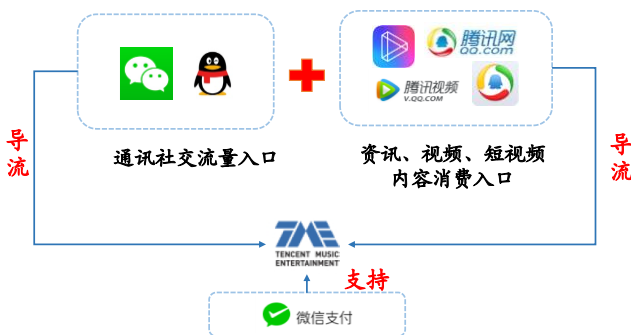 腾讯网
QQ.com
腾讯视频
V.QQ.COM
导流
通讯社交流量入口
资讯、视频、短视频
内容消费入口
导流
TME
TENCENT MUSIC
ENTERTAINMENT
支持
微信支付